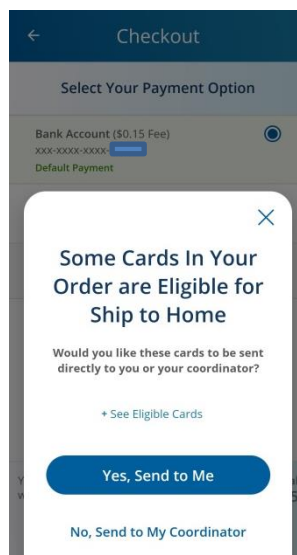 Checkout
Select Your Payment Option
Bank Account ($0.15 Fee)
xxx-xxxx-xxxx-
Default Payment
Some Cards In Your
Order are Eligible for
Ship to Home
Would you like these cards to be sent
directly to you or your coordinator?
+ See Eligible Cards
Yes, Send to Me
No, Send to My Coordinator